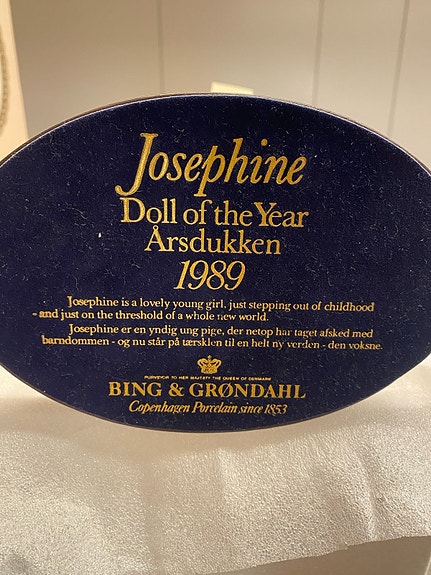 Josephine
Doll of the Year
Årsdukken
1989
Josephine is a lovely young girl, just stepping out of childhood
- and just on the threshold of a whole new world.
Josephine er en yndig ung pige, der netop har taget afsked med
barndommen - og nu står på tærsklen til en helt ny verden - den voksne.
PURVEYOR TO HER MAJESTY THE QUEEN OF DENMARK
BING & GRØNDAHL
Copenhagen Porcelain since 1853